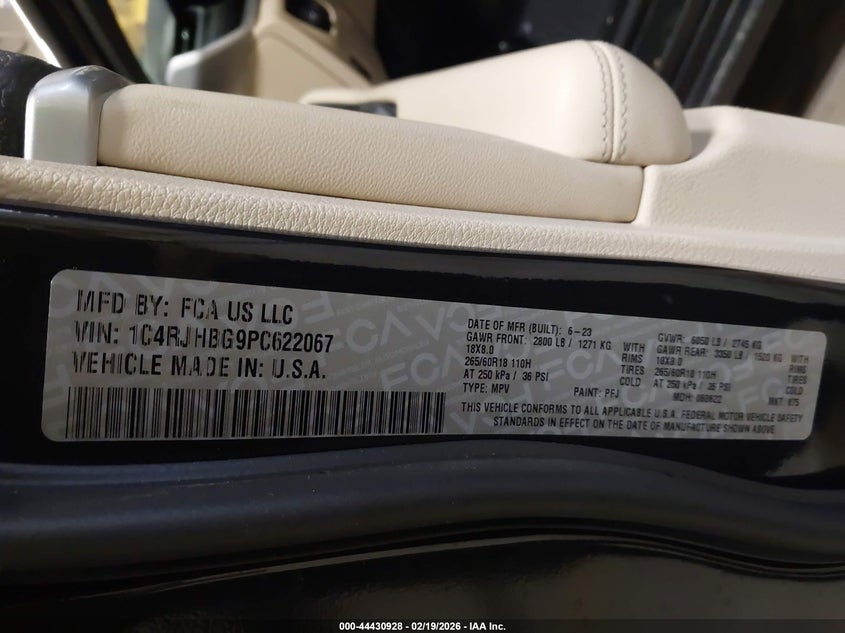 MFD BY: FCA US LLC
VIN: 1C4RJHBG9PC622067
VEHICLE MADE IN: U.S.A.
DATE OF MFR (BUILT): 6-23
GAWR FRONT: 2800 LB / 1271 KG WITH
18X8.0 RIMS
265/60R18 110H TIRES
AT 250 kPa / 36 PSI COLD
TYPE: MPV PAINT: PFJ
GVWR: 6050 LB / 2745 KG
GAWR REAR: 3350 LB / 1520 KG WITH
18X8.0 RIMS
265/60R18 110H TIRES
AT 250 kPa / 36 PSI COLD
MDH: 060622 MKT: 875
THIS VEHICLE CONFORMS TO ALL APPLICABLE U.S.A. FEDERAL MOTOR VEHICLE SAFETY
STANDARDS IN EFFECT ON THE DATE OF MANUFACTURE SHOWN ABOVE
000-44430928 - 02/19/2026 - IAA Inc.